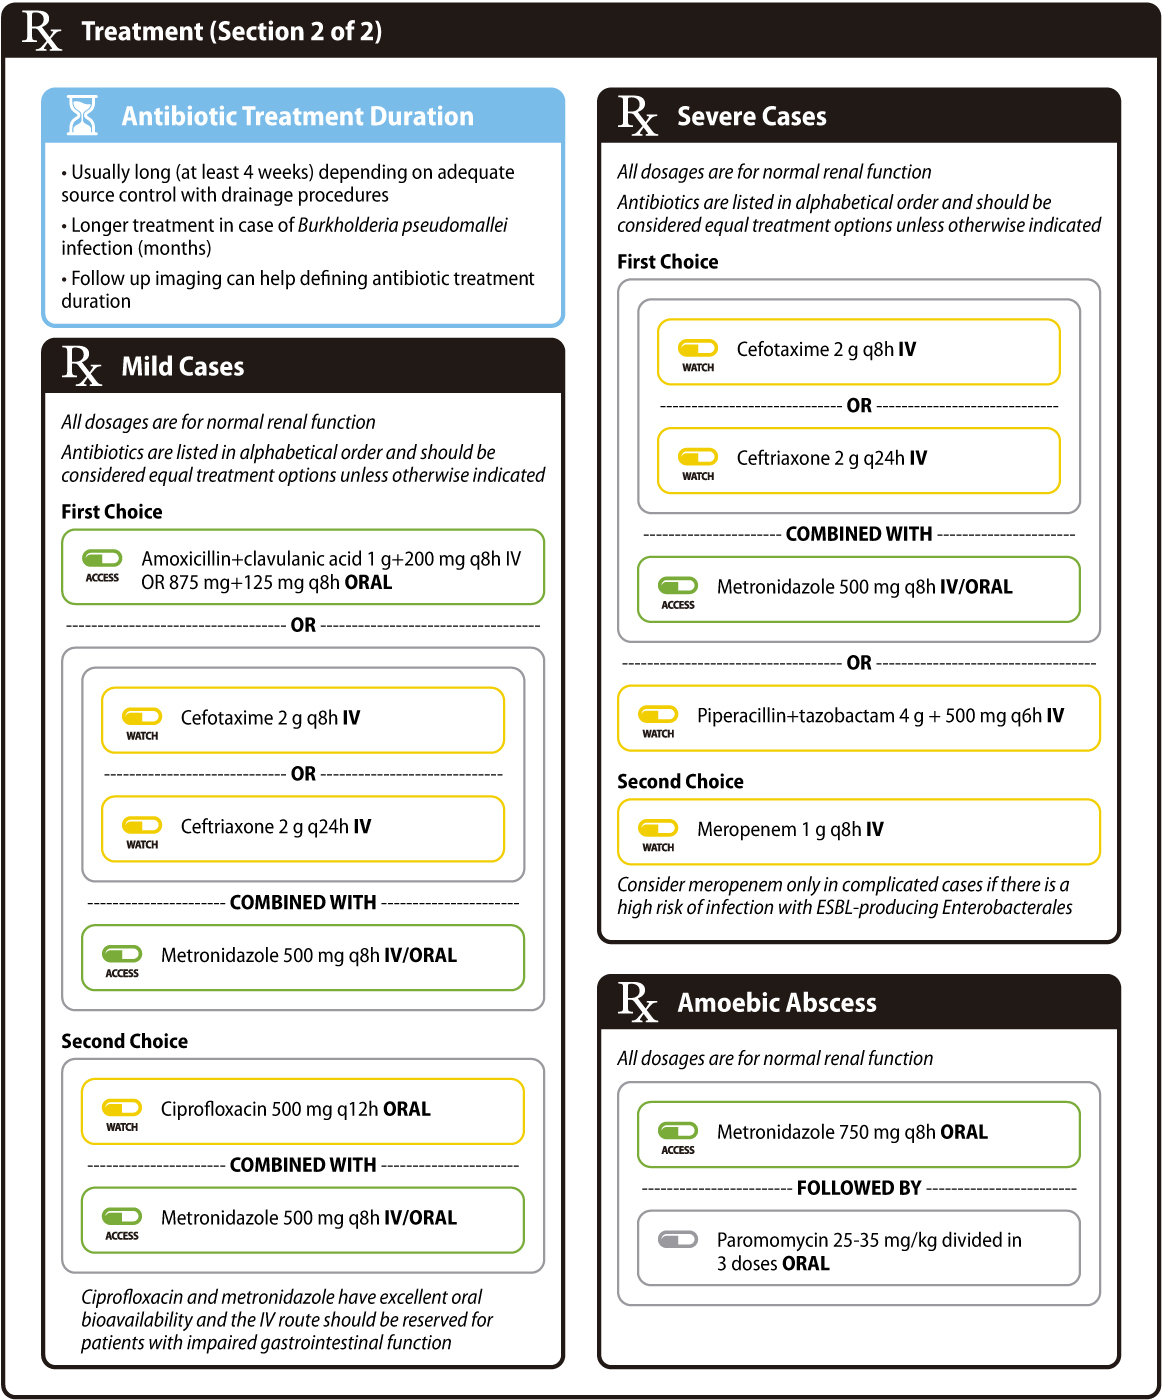 Rx Treatment (Section 2 of 2)
Antibiotic Treatment Duration
• Usually long (at least 4 weeks) depending on adequate
source control with drainage procedures
• Longer treatment in case of Burkholderia pseudomallei
infection (months)
• Follow up imaging can help defining antibiotic treatment
duration
Rx Mild Cases
All dosages are for normal renal function
Antibiotics are listed in alphabetical order and should be
considered equal treatment options unless otherwise indicated
First Choice
ACCESS
Amoxicillin+clavulanic acid 1 g+200 mg q8h IV
OR 875 mg+125 mg q8h ORAL
OR
WATCH
Cefotaxime 2 g q8h IV
OR
WATCH
Ceftriaxone 2 g q24h IV
COMBINED WITH
ACCESS
Metronidazole 500 mg q8h IV/ORAL
Second Choice
WATCH
Ciprofloxacin 500 mg q12h ORAL
COMBINED WITH
ACCESS
Metronidazole 500 mg q8h IV/ORAL
Ciprofloxacin and metronidazole have excellent oral
bioavailability and the IV route should be reserved for
patients with impaired gastrointestinal function
Rx Severe Cases
All dosages are for normal renal function
Antibiotics are listed in alphabetical order and should be
considered equal treatment options unless otherwise indicated
First Choice
WATCH
Cefotaxime 2 g q8h IV
OR
WATCH
Ceftriaxone 2 g q24h IV
COMBINED WITH
ACCESS
Metronidazole 500 mg q8h IV/ORAL
OR
WATCH
Piperacillin+tazobactam 4 g + 500 mg q6h IV
Second Choice
WATCH
Meropenem 1 g q8h IV
Consider meropenem only in complicated cases if there is a
high risk of infection with ESBL-producing Enterobacterales
Rx Amoebic Abscess
All dosages are for normal renal function
ACCESS
Metronidazole 750 mg q8h ORAL
FOLLOWED BY
Paromomycin 25-35 mg/kg divided in
3 doses ORAL